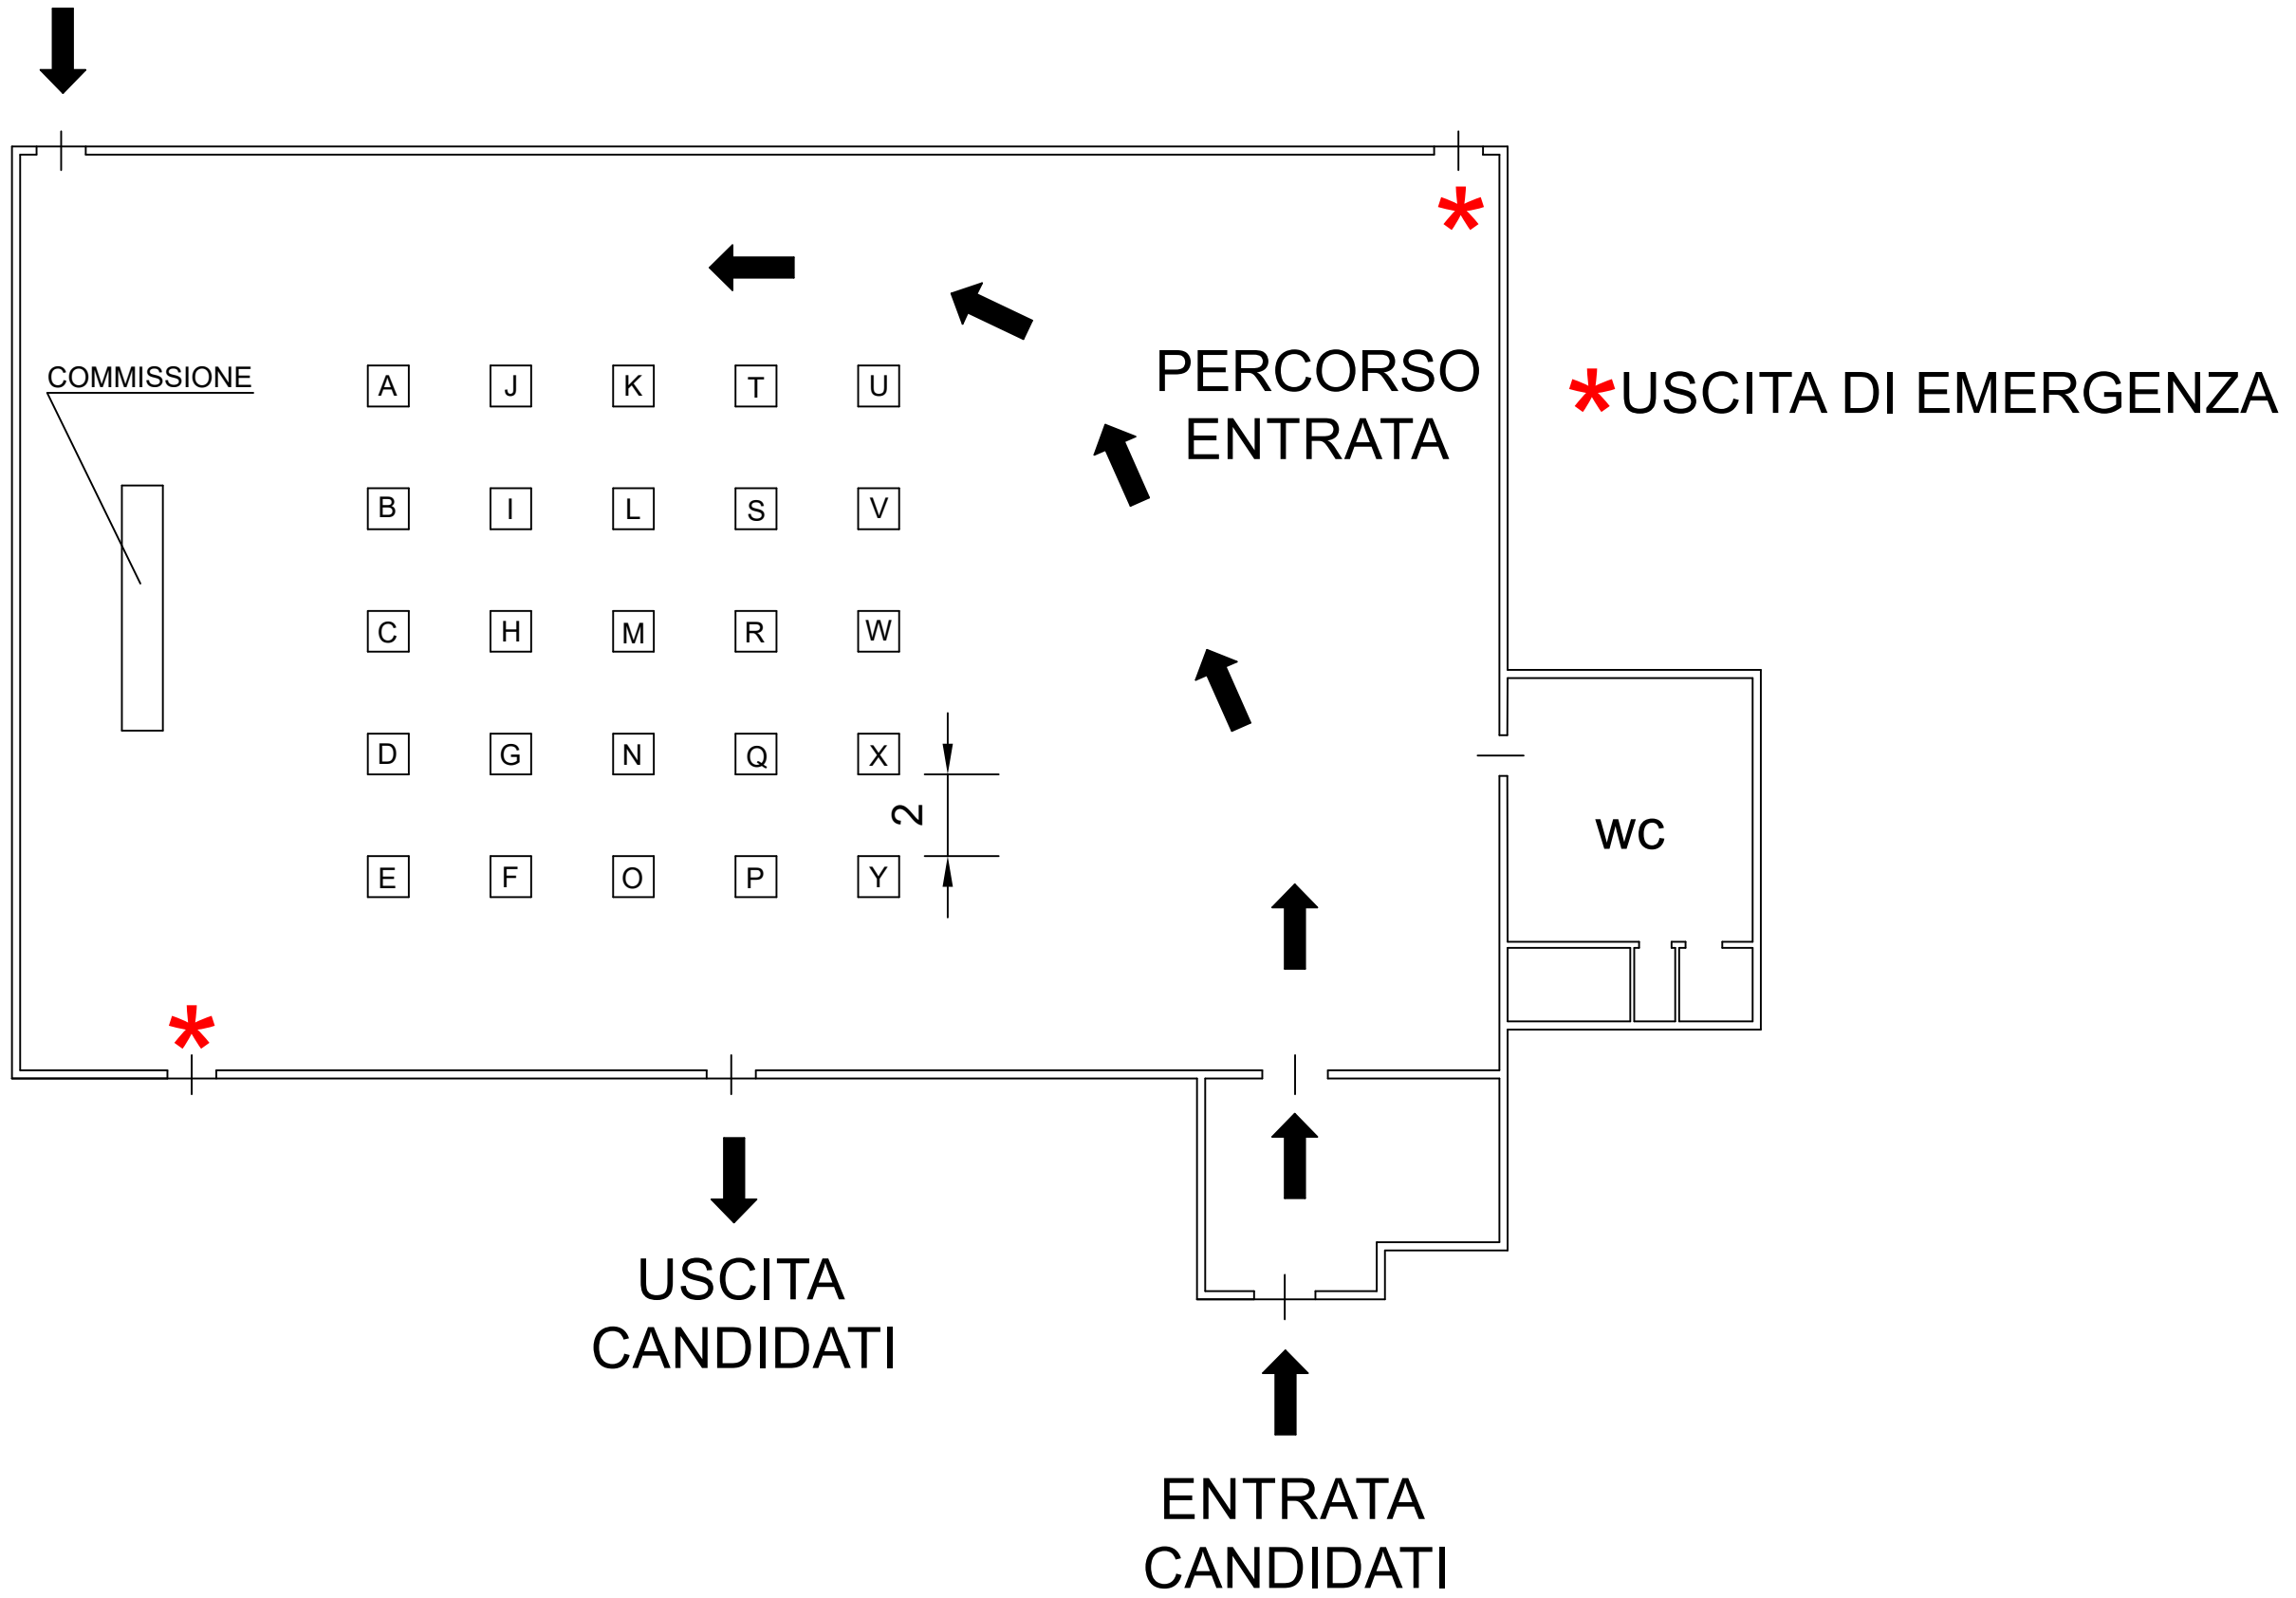 COMMISSIONE
PERCORSO
ENTRATA
*USCITA DI EMERGENZA
*
A J K T U
B I L S V
C H M R W
D G N Q X
2
E F O P Y
wc
*
USCITA
CANDIDATI
ENTRATA
CANDIDATI